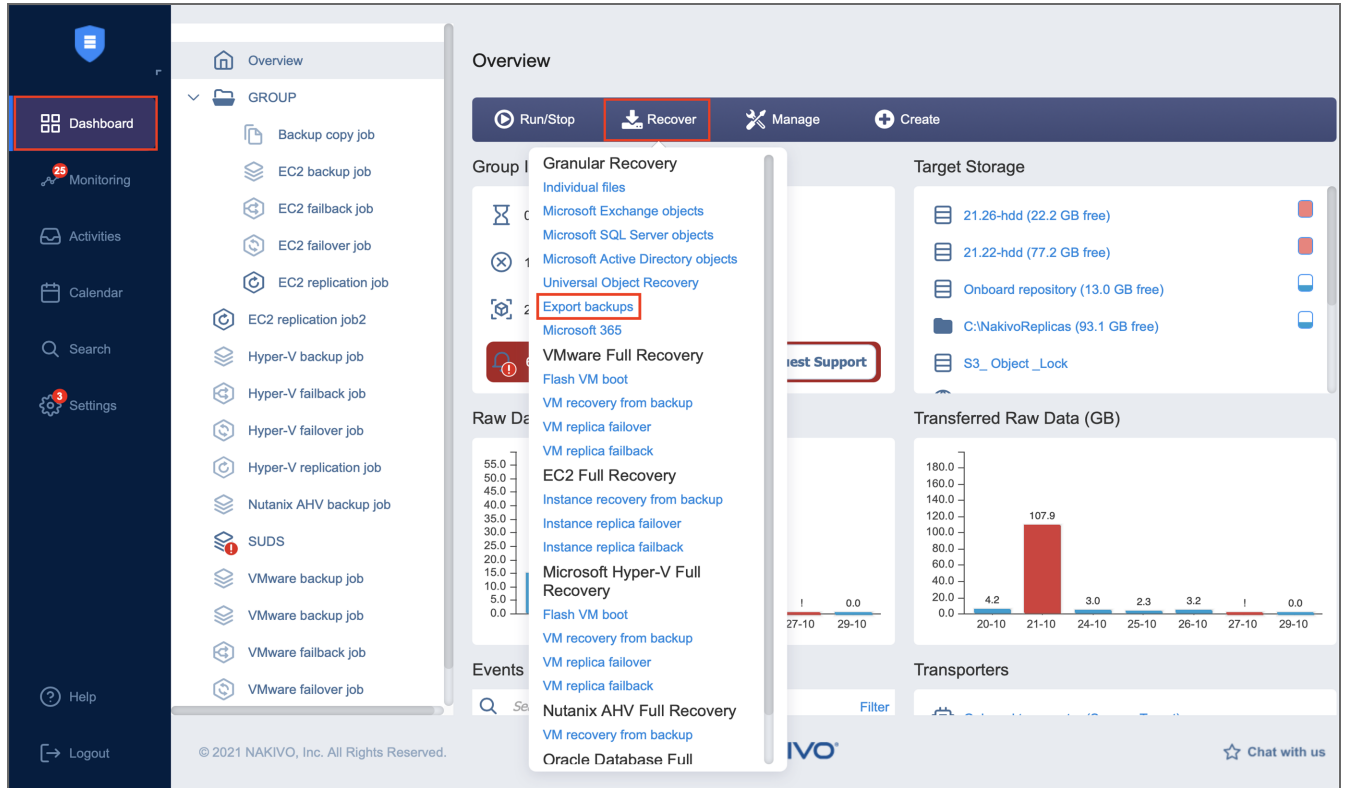 Dashboard
25
Monitoring
Activities
Calendar
Search
3
Settings
Help
Logout
Overview
GROUP
Backup copy job
EC2 backup job
EC2 failback job
EC2 failover job
EC2 replication job
EC2 replication job2
Hyper-V backup job
Hyper-V failback job
Hyper-V failover job
Hyper-V replication job
Nutanix AHV backup job
SUDS
VMware backup job
VMware backup job
VMware failback job
VMware failover job
© 2021 NAKIVO, Inc. All Rights Reserved.
Overview
Run/Stop
Recover
Manage
Create
Group I
Granular Recovery
Individual files
Microsoft Exchange objects
Microsoft SQL Server objects
Microsoft Active Directory objects
Universal Object Recovery
Export backups
Microsoft 365
VMware Full Recovery
Flash VM boot
VM recovery from backup
VM replica failover
VM replica failback
EC2 Full Recovery
Instance recovery from backup
Instance replica failover
Instance replica failback
Microsoft Hyper-V Full
Recovery
Flash VM boot
VM recovery from backup
VM replica failover
VM replica failback
Nutanix AHV Full Recovery
VM recovery from backup
Oracle Database Full
uest Support
Raw Da
55.0
50.0
45.0
40.0
35.0
30.0
25.0
20.0
15.0
10.0
5.0
0.0
! 0.0
27-10 29-10
Events
Filter
Target Storage
21.26-hdd (22.2 GB free)
21.22-hdd (77.2 GB free)
Onboard repository (13.0 GB free)
C:\NakivoReplicas (93.1 GB free)
S3_ Object _Lock
Transferred Raw Data (GB)
180.0
160.0
140.0
120.0
100.0
80.0
60.0
40.0
20.0
0.0
4.2 107.9 3.0 2.3 3.2 ! 0.0
20-10 21-10 24-10 25-10 26-10 27-10 29-10
Transporters
IVO
Chat with us